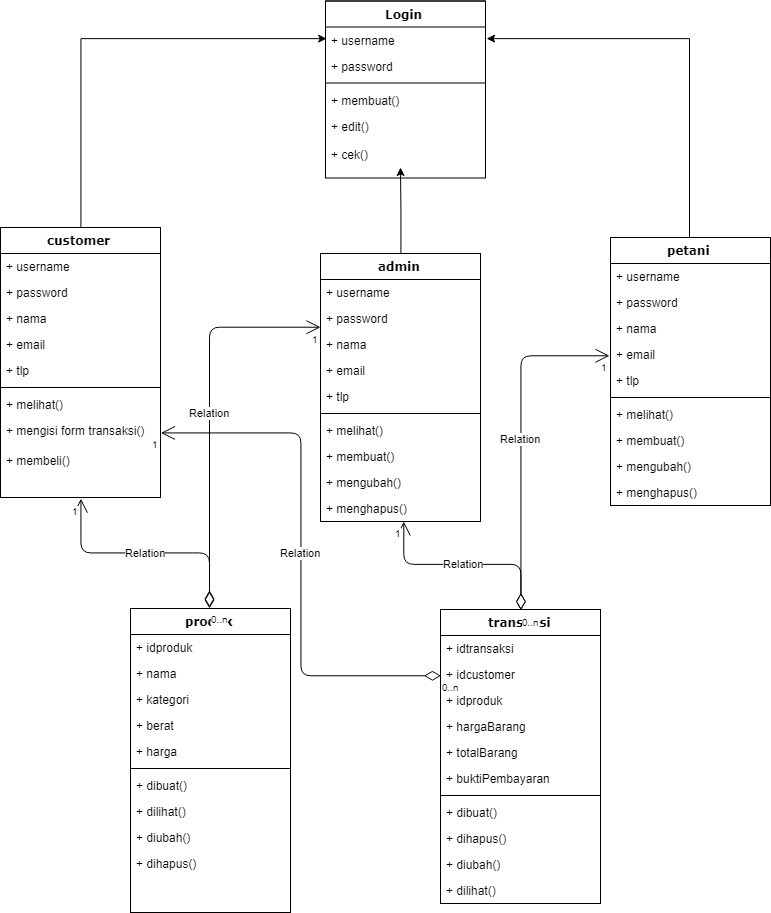 Login
+ username
+ password
+ membuat()
+ edit()
+ cek()
customer
+ username
+ password
+ nama
+ email
+ tlp
+ melihat()
+ mengisi form transaksi()
+ membeli()
admin
+ username
+ password
+ nama
+ email
+ tlp
+ melihat()
+ membuat()
+ mengubah()
+ menghapus()
petani
+ username
+ password
+ nama
+ email
+ tlp
+ melihat()
+ membuat()
+ mengubah()
+ menghapus()
1
Relation
1
1
Relation
1
Relation
1
Relation
1
Relation
0..n
+ idproduk
+ nama
+ kategori
+ berat
+ harga
+ dibuat()
+ dilihat()
+ diubah()
+ dihapus()
0..n
0..n
+ idtransaksi
+ idcustomer
+ idproduk
+ hargaBarang
+ totalBarang
+ buktiPembayaran
+ dibuat()
+ dihapus()
+ diubah()
+ dilihat()